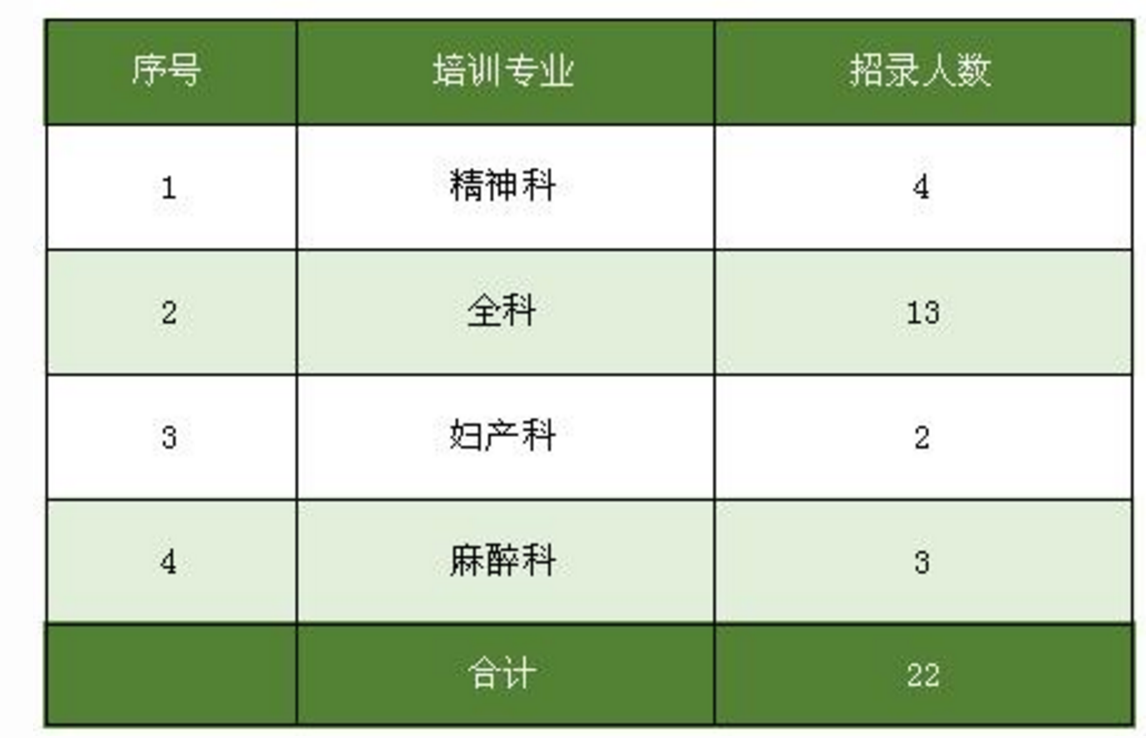 序号 培训专业 招录人数
1 精神科 4
2 全科 13
3 妇产科 2
4 麻醉科 3
合计 22